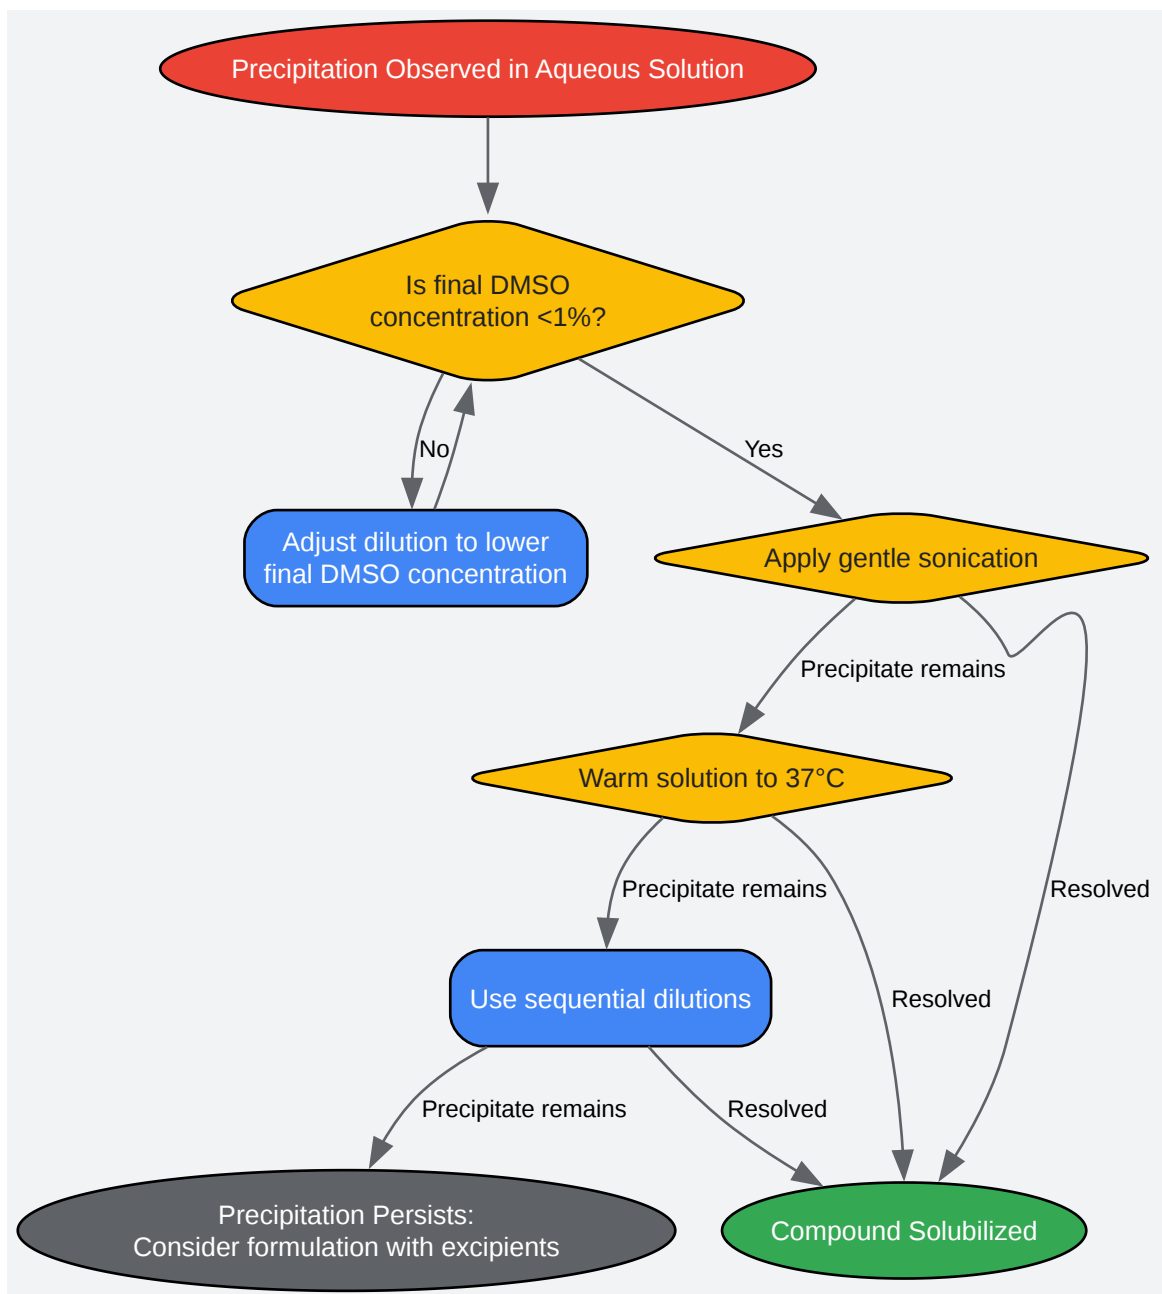 Precipitation Observed in Aqueous Solution
Is final DMSO
concentration <1%?
No
Yes
Adjust dilution to lower
final DMSO concentration
Apply gentle sonication
Precipitate remains
Warm solution to 37°C
Precipitate remains
Resolved
Use sequential dilutions
Resolved
Precipitate remains
Resolved
Precipitation Persists:
Consider formulation with excipients
Compound Solubilized